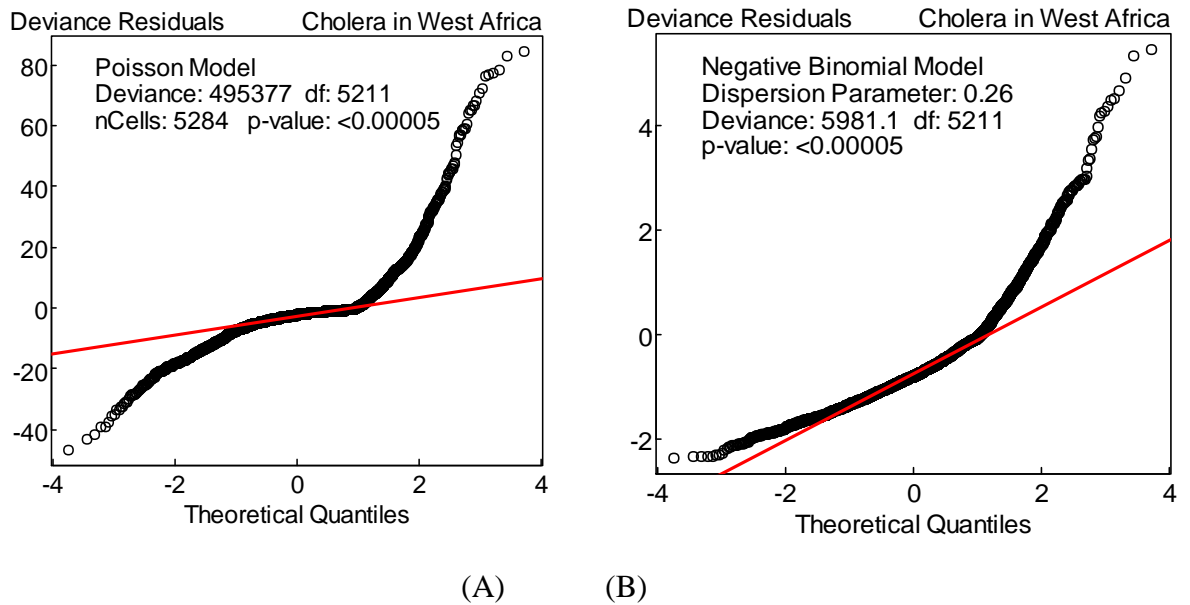 Deviance Residuals Cholera in West Africa
Poisson Model
Deviance: 495377 df: 5211
nCells: 5284 p-value: <0.00005
80
60
40
20
0
-20
-40
-4 -2 0 2 4
Theoretical Quantiles
Deviance Residuals Cholera in West Africa
Negative Binomial Model
Dispersion Parameter: 0.26
Deviance: 5981.1 df: 5211
p-value: <0.00005
4
2
0
-2
-4 -2 0 2 4
Theoretical Quantiles
(A) (B)